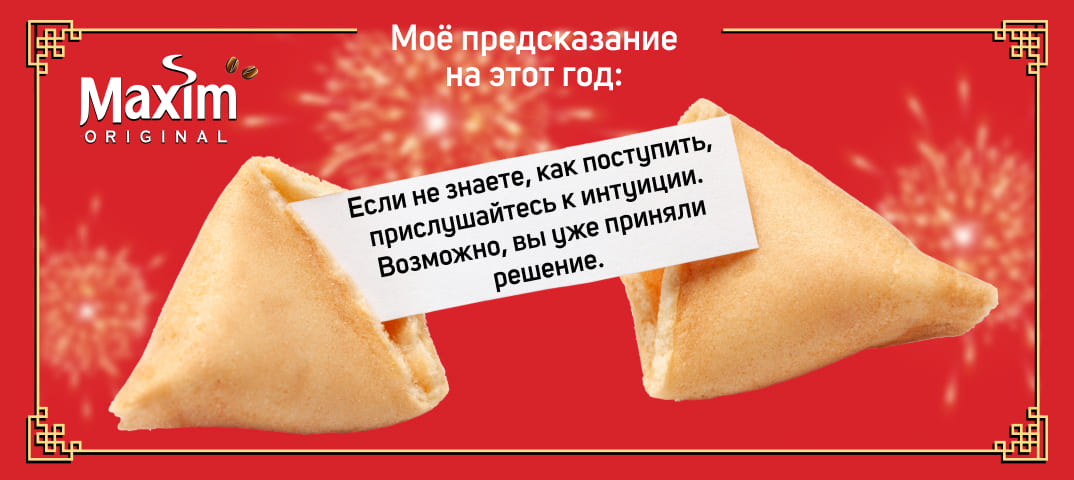 Моё предсказание
на этот год:
Maxim
ORIGINAL
Если не знаете, как поступить,
прислушайтесь к интуиции.
Возможно, вы уже приняли
решение.